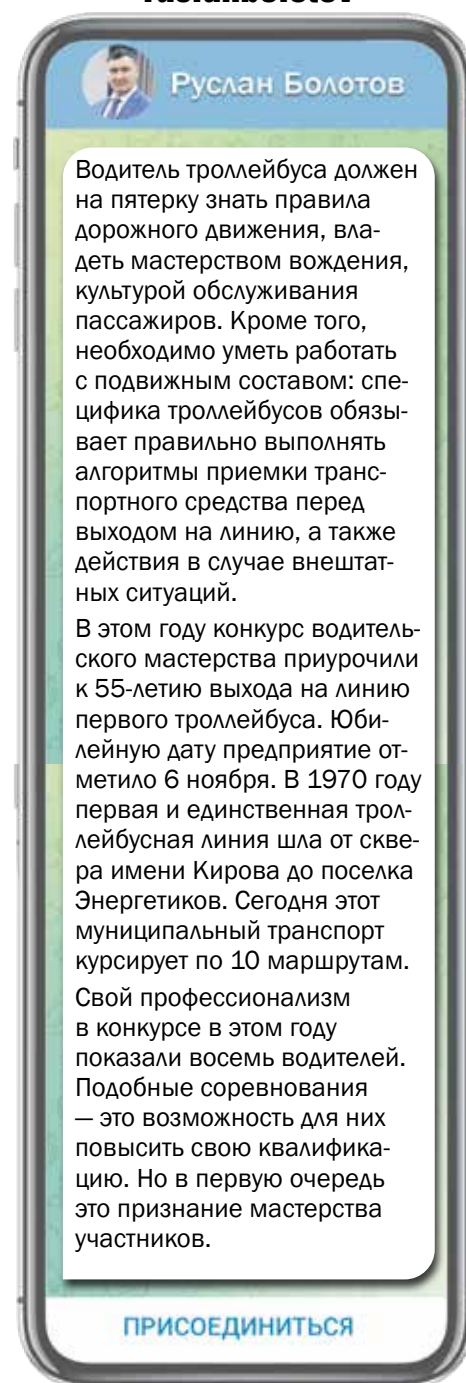 Руслан Болотов
Водитель троллейбуса должен
на пятерку знать правила
дорожного движения, вла-
деть мастерством вождения,
культурой обслуживания
пассажиров. Кроме того,
необходимо уметь работать
с подвижным составом: спе-
цифика троллейбусов обязы-
вает правильно выполнять
алгоритмы приемки транс-
портного средства перед
выходом на линию, а также
действия в случае внештат-
ных ситуаций.
В этом году конкурс водитель-
ского мастерства приурочили
к 55-летию выхода на линию
первого троллейбуса. Юби-
лейную дату предприятие от-
метило 6 ноября. В 1970 году
первая и единственная трол-
лейбусная линия шла от скве-
ра имени Кирова до поселка
Энергетиков. Сегодня этот
муниципальный транспорт
курсирует по 10 маршрутам.
Свой профессионализм
в конкурсе в этом году
показали восемь водителей.
Подобные соревнования
— это возможность для них
повысить свою квалифика-
цию. Но в первую очередь
это признание мастерства
участников.
ПРИСОЕДИНИТЬСЯ